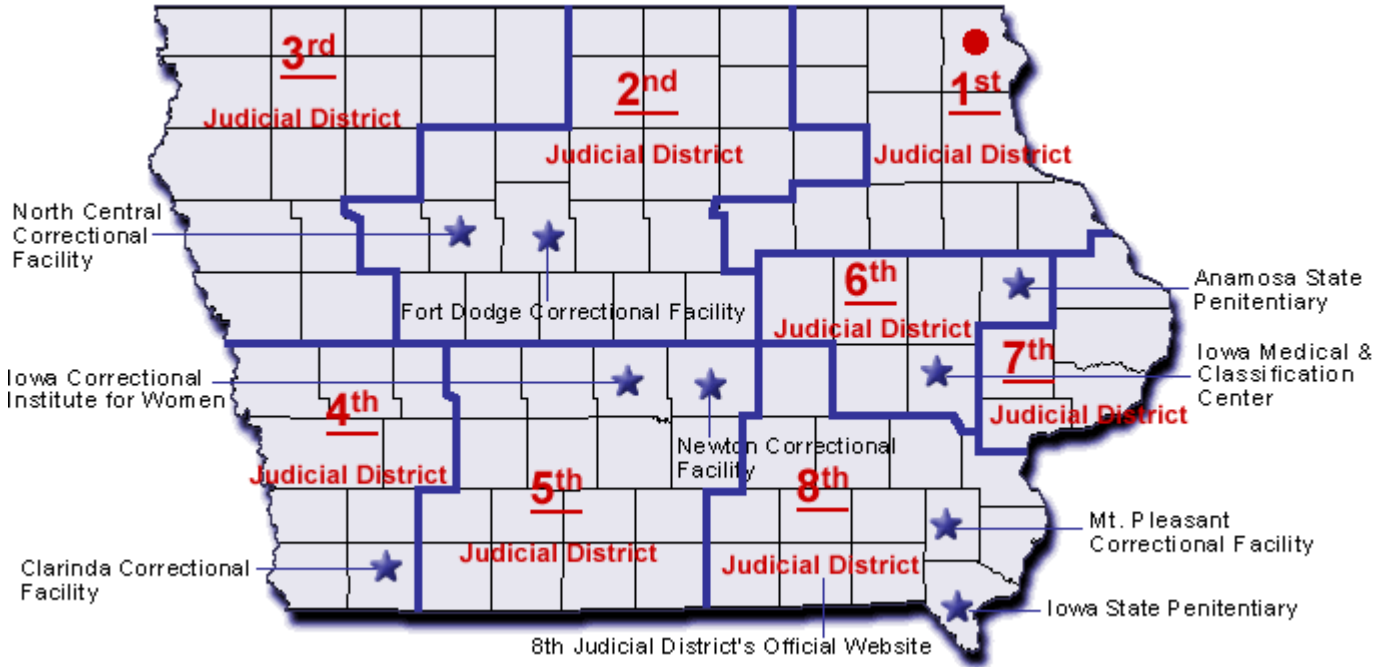 3rd
Judicial District
2nd
Judicial District
1st
Judicial District
North Central
Correctional
Facility
Fort Dodge Correctional Facility
6th
Judicial District
Anamosa State
Penitentiary
7th
Judicial District
Iowa Medical &
Classification
Center
Iowa Correctional
Institute for Women
4th
Judicial District
Newton Correctional
Facility
5th
Judicial District
8th
Judicial District
Mt. Pleasant
Correctional Facility
Clarinda Correctional
Facility
Iowa State Penitentiary
8th Judicial District's Official Website